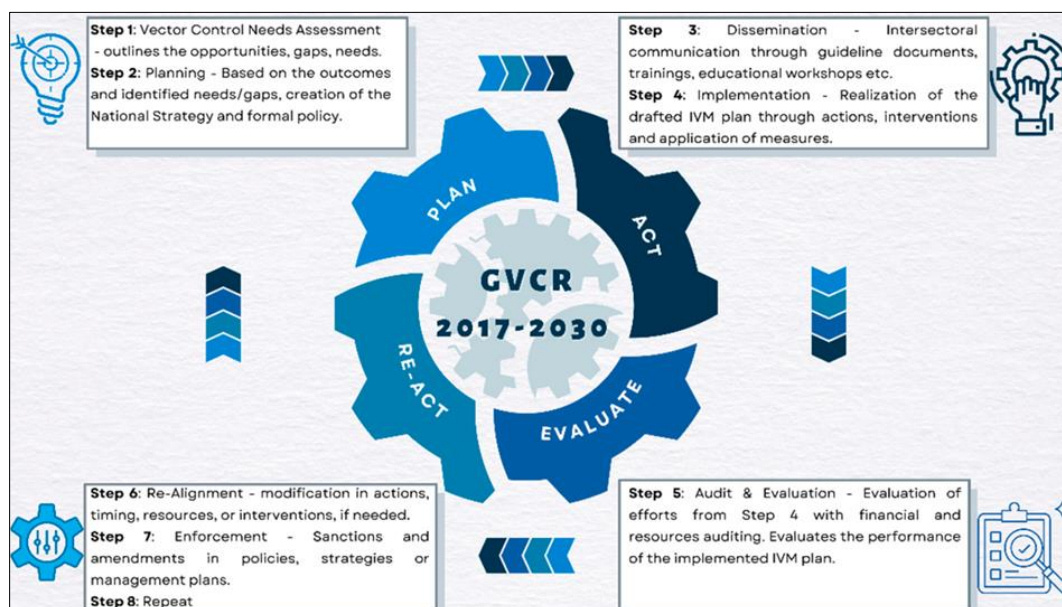 Step 1: Vector Control Needs Assessment
- outlines the opportunities, gaps, needs.
Step 2: Planning - Based on the outcomes
and identified needs/gaps, creation of the
National Strategy and formal policy.
Step 3: Dissemination - Intersectoral
communication through guideline documents,
trainings, educational workshops etc.
Step 4: Implementation - Realization of the
drafted IVM plan through actions, interventions
and application of measures.
PLAN
ACT
GVCR
2017-2030
RE-ACT
EVALUATE
Step 6: Re-Alignment - modification in actions,
timing, resources, or interventions, if needed.
Step 7: Enforcement - Sanctions and
amendments in policies, strategies or
management plans.
Step 8: Repeat
Step 5: Audit & Evaluation - Evaluation of
efforts from Step 4 with financial and
resources auditing. Evaluates the performance
of the implemented IVM plan.